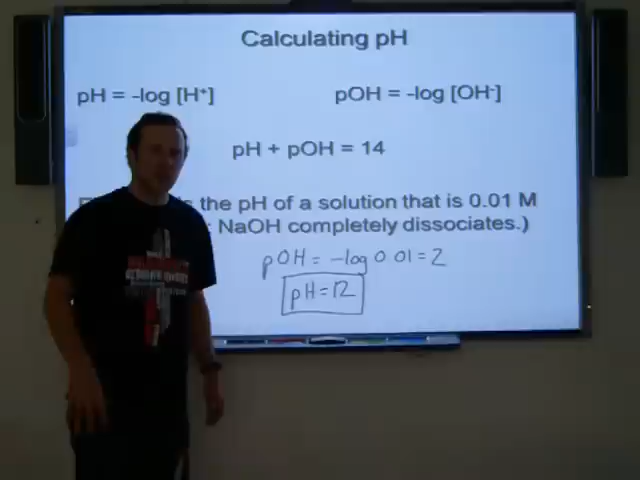 Calculating pH
pH = -log [H⁺]
pOH = -log [OH⁻]
pH + pOH = 14
the pH of a solution that is 0.01 M
NaOH completely dissociates.)
pOH = -log 0.01 = 2
pH = 12